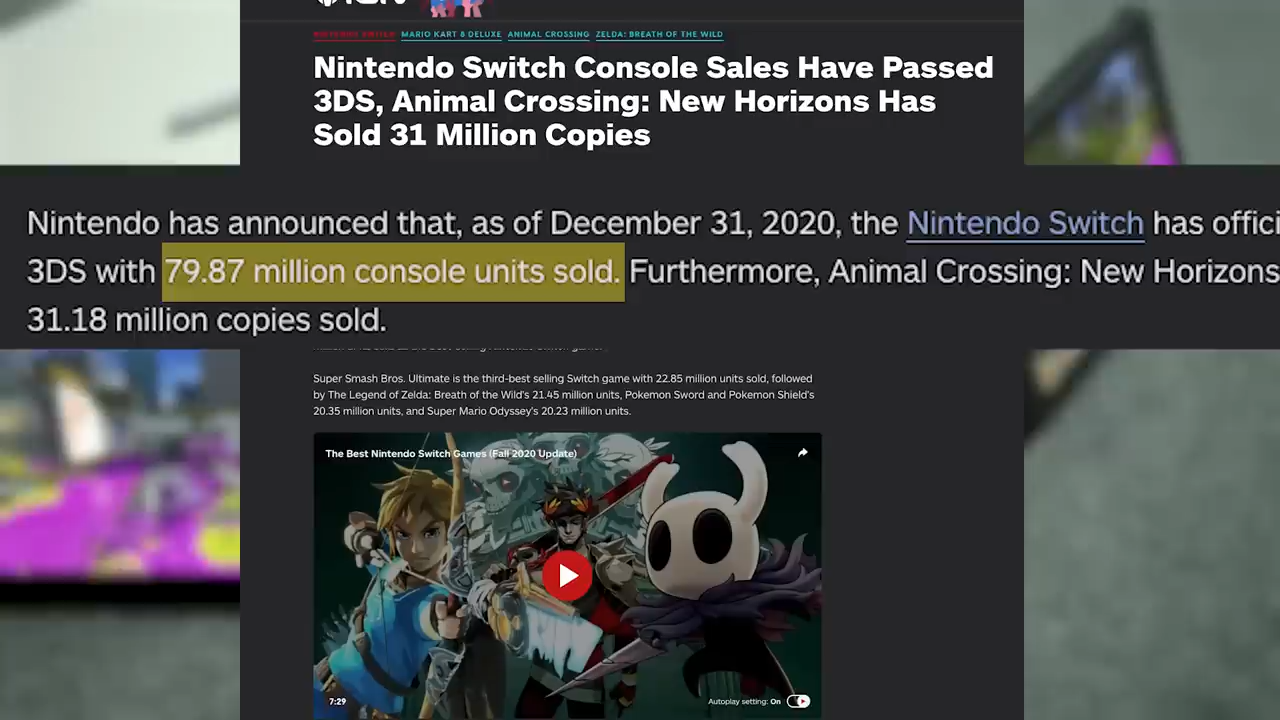 NINTENDO SWITCH MARIO KART 8 DELUXE ANIMAL CROSSING ZELDA: BREATH OF THE WILD
Nintendo Switch Console Sales Have Passed
3DS, Animal Crossing: New Horizons Has
Sold 31 Million Copies
Nintendo has announced that, as of December 31, 2020, the Nintendo Switch has offici
3DS with 79.87 million console units sold. Furthermore, Animal Crossing: New Horizons
31.18 million copies sold.
Super Smash Bros. Ultimate is the third-best selling Switch game with 22.85 million units sold, followed
by The Legend of Zelda: Breath of the Wild's 21.45 million units, Pokemon Sword and Pokemon Shield's
20.35 million units, and Super Mario Odyssey's 20.23 million units.
The Best Nintendo Switch Games (Fall 2020 Update)
7:29
Autoplay setting: On